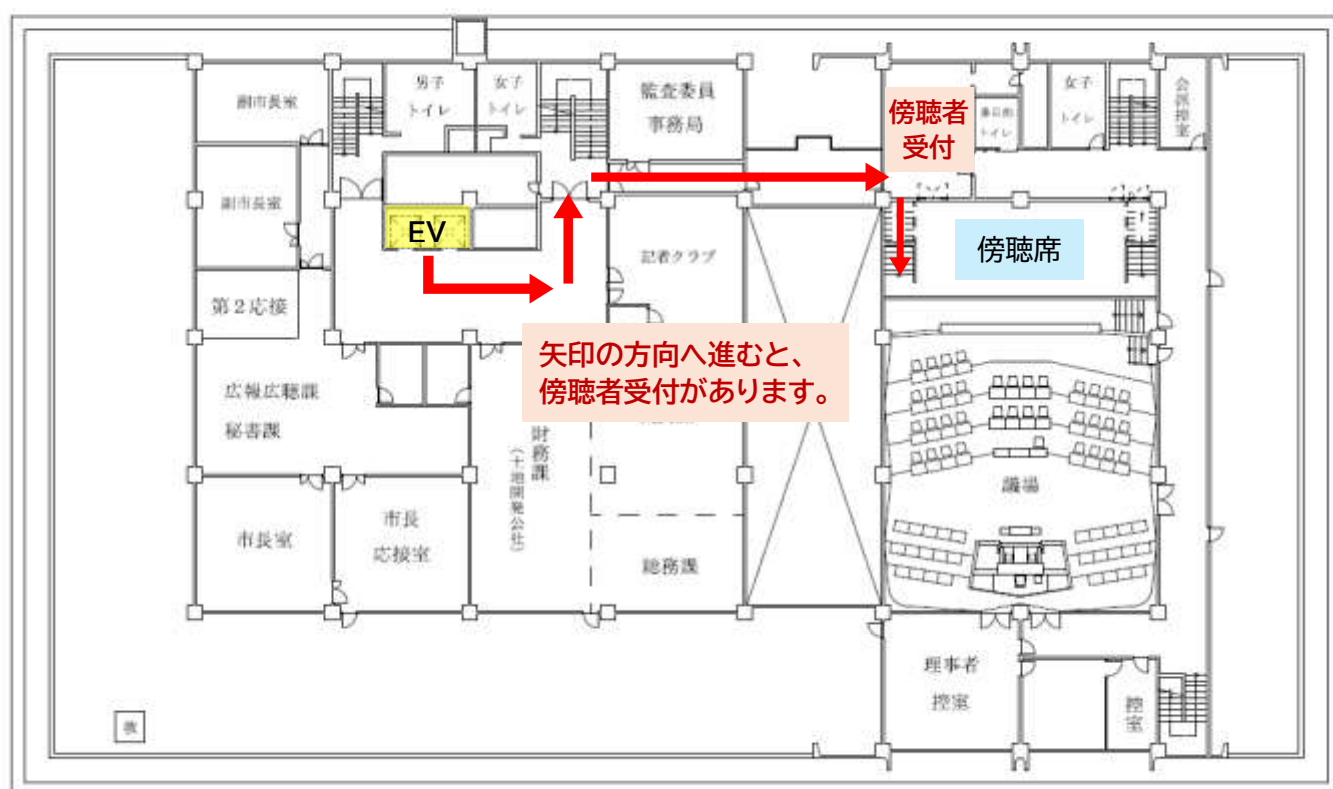 副市長室
男子
トイレ
女子
トイレ
監査委員
事務局
傍聴者
受付
トイレ
女子
トイレ
会派控室
副市長室
EV
記者クラブ
傍聴席
第2応接
矢印の方向へ進むと、
傍聴者受付があります。
広報広聴課
秘書課
財務課
(土地開発公社)
議場
市長室
市長
応接室
総務課
理事者
控室
控室